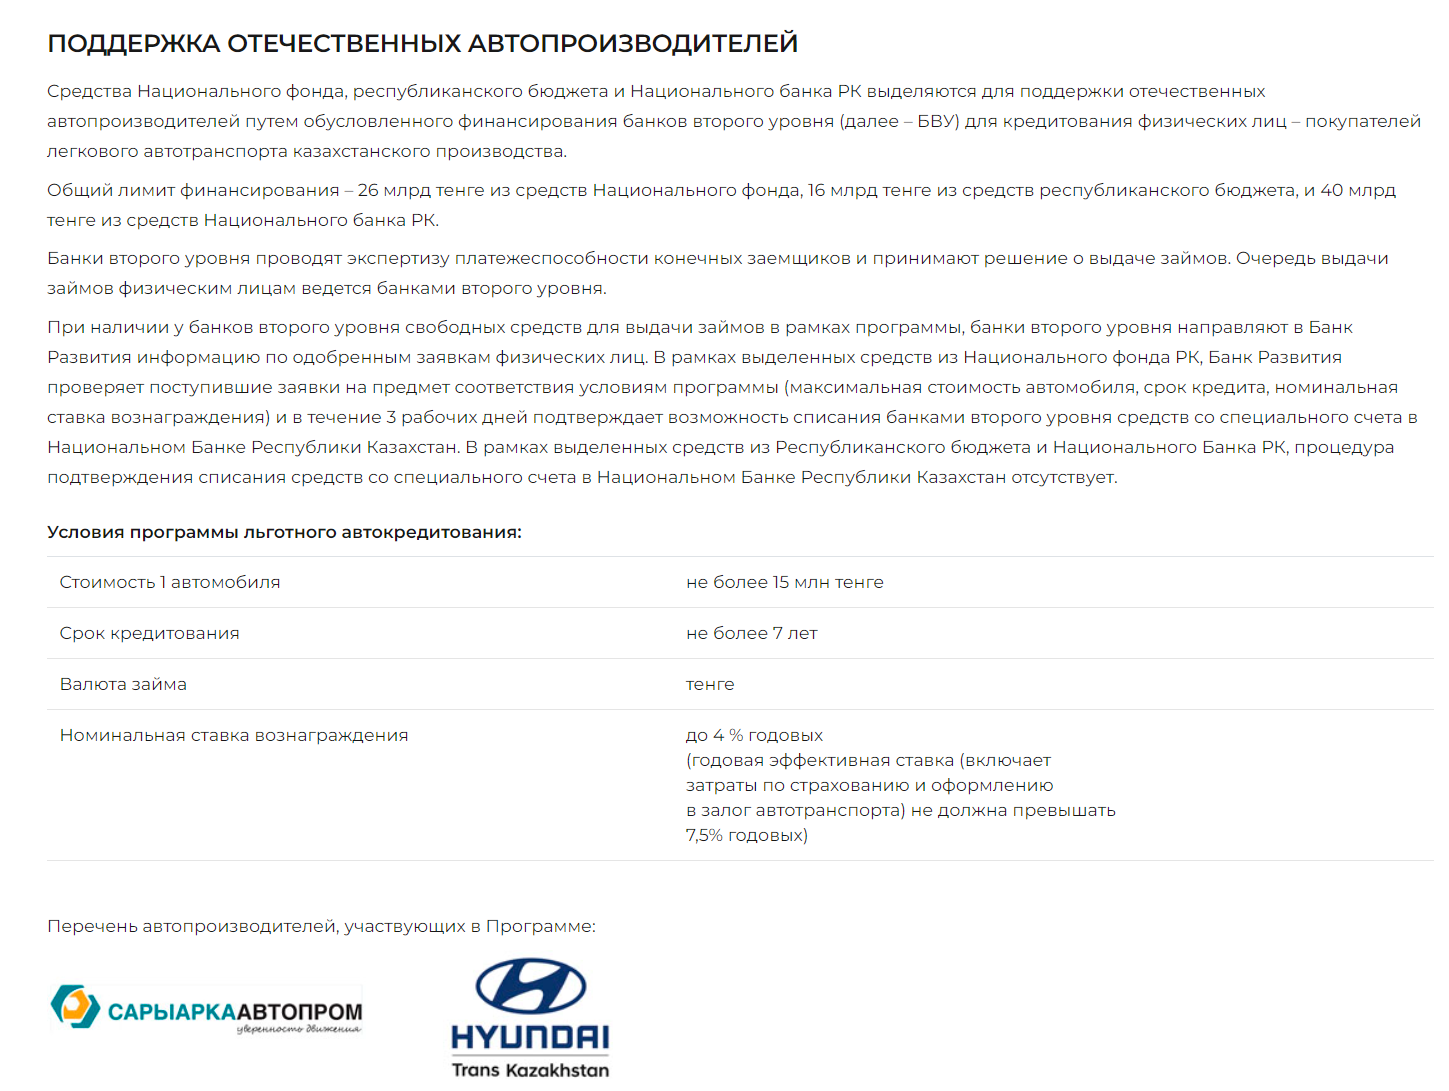 ПОДДЕРЖКА ОТЕЧЕСТВЕННЫХ АВТОПРОИЗВОДИТЕЛЕЙ
Средства Национального фонда, республиканского бюджета и Национального банка РК выделяются для поддержки отечественных
автопроизводителей путем обусловленного финансирования банков второго уровня (далее – БВУ) для кредитования физических лиц – покупателей
легкового автотранспорта казахстанского производства.
Общий лимит финансирования – 26 млрд тенге из средств Национального фонда, 16 млрд тенге из средств республиканского бюджета, и 40 млрд
тенге из средств Национального банка РК.
Банки второго уровня проводят экспертизу платежеспособности конечных заемщиков и принимают решение о выдаче займов. Очередь выдачи
займов физическим лицам ведется банками второго уровня.
При наличии у банков второго уровня свободных средств для выдачи займов в рамках программы, банки второго уровня направляют в Банк
Развития информацию по одобренным заявкам физических лиц. В рамках выделенных средств из Национального фонда РК, Банк Развития
проверяет поступившие заявки на предмет соответствия условиям программы (максимальная стоимость автомобиля, срок кредита, номинальная
ставка вознаграждения) и в течение 3 рабочих дней подтверждает возможность списания банками второго уровня средств со специального счета в
Национальном Банке Республики Казахстан. В рамках выделенных средств из Республиканского бюджета и Национального Банка РК, процедура
подтверждения списания средств со специального счета в Национальном Банке Республики Казахстан отсутствует.
Условия программы льготного автокредитования:
Стоимость 1 автомобиля не более 15 млн тенге
Срок кредитования не более 7 лет
Валюта займа тенге
Номинальная ставка вознаграждения до 4 % годовых
(годовая эффективная ставка (включает
затраты по страхованию и оформлению
в залог автотранспорта) не должна превышать
7,5% годовых)
Перечень автопроизводителей, участвующих в Программе:
САРЫАРКААВТОПРОМ
уверенность движения
HYUNDAI
Trans Kazakhstan